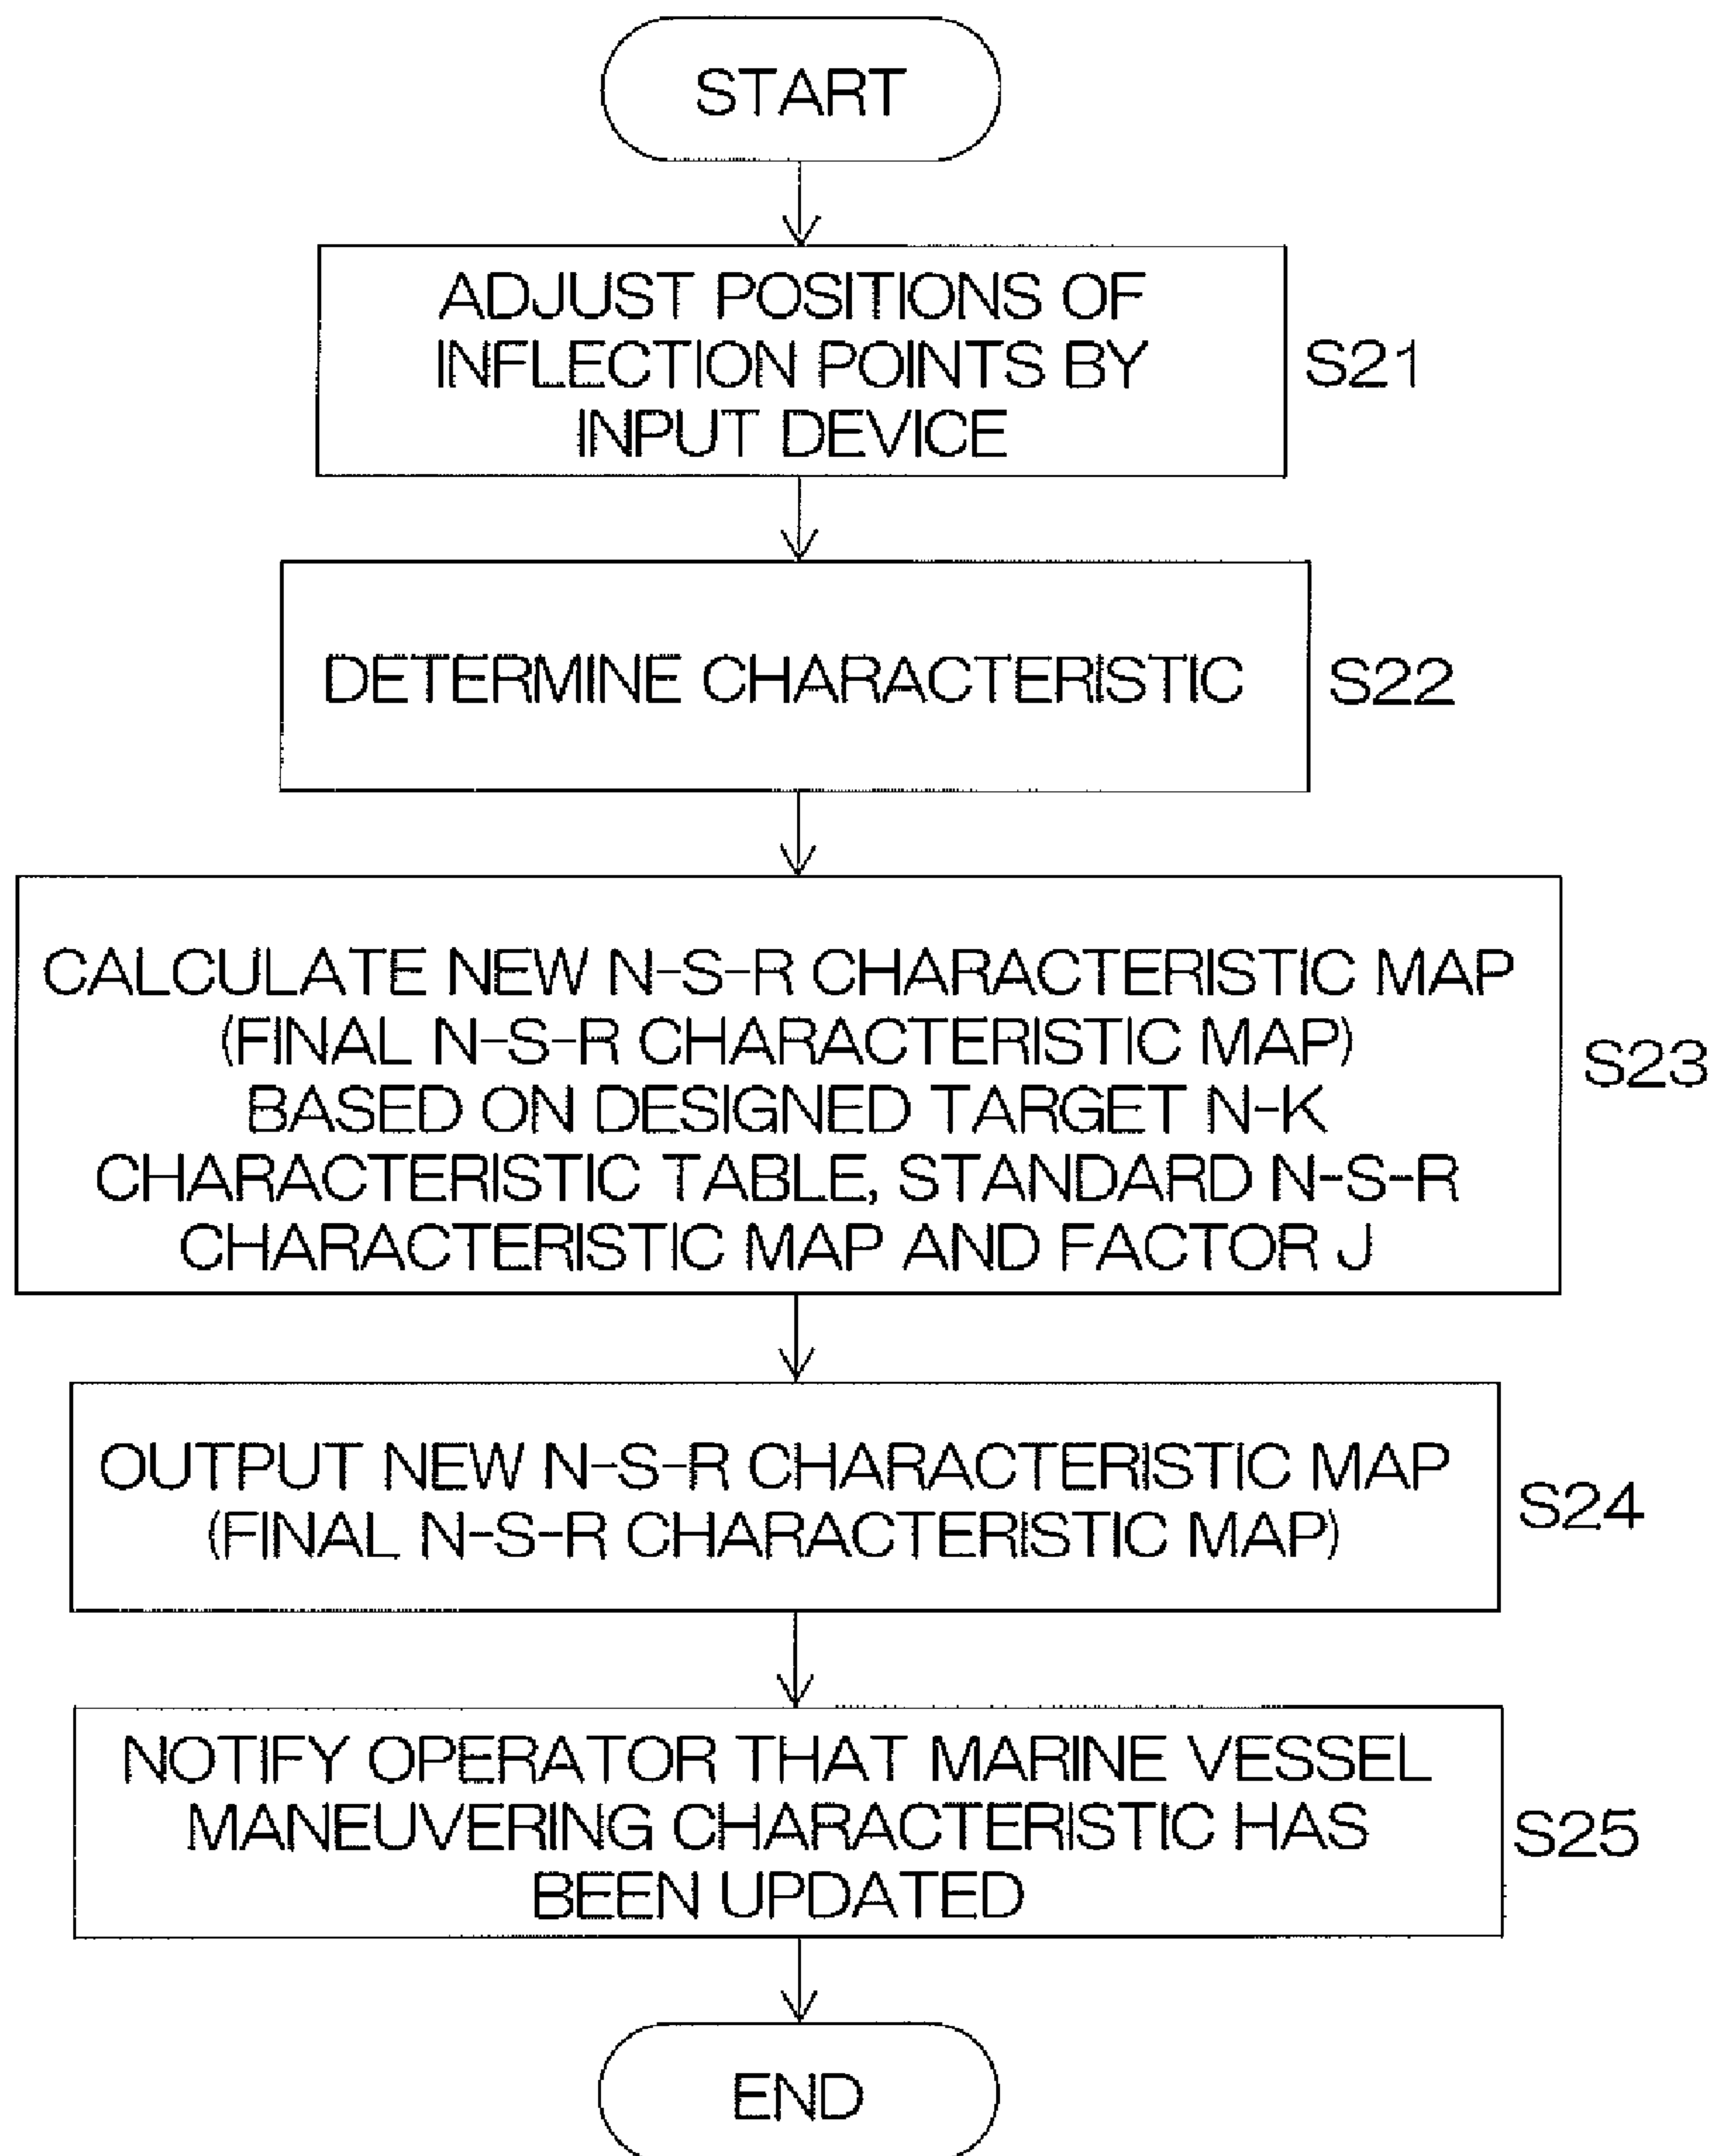 START
ADJUST POSITIONS OF
INFLECTION POINTS BY
INPUT DEVICE
S21
DETERMINE CHARACTERISTIC
S22
CALCULATE NEW N-S-R CHARACTERISTIC MAP
(FINAL N-S-R CHARACTERISTIC MAP)
BASED ON DESIGNED TARGET N-K
CHARACTERISTIC TABLE, STANDARD N-S-R
CHARACTERISTIC MAP AND FACTOR J
S23
OUTPUT NEW N-S-R CHARACTERISTIC MAP
(FINAL N-S-R CHARACTERISTIC MAP)
S24
NOTIFY OPERATOR THAT MARINE VESSEL
MANEUVERING CHARACTERISTIC HAS
BEEN UPDATED
S25
END